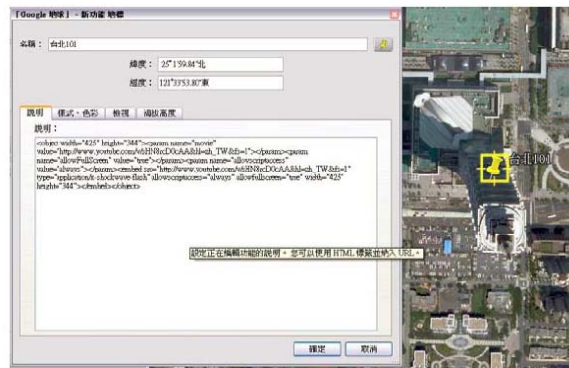 「Google 地球」 - 新功能 地標
名稱： 台北101
緯度： 25°1'59.84"北
經度： 121°33'53.80"東
說明 樣式、色彩 檢視 海拔高度
說明：
<object width="425" height="344"><param name="movie"
value="http://www.youtube.com/v/iHN8rcD0cAA&hl=zh_TW&fs=1"></param><param
name="allowFullScreen" value="true"></param><param name="allowscriptaccess"
value="always"></param><embed src="http://www.youtube.com/v/iHN8rcD0cAA&hl=zh_TW&fs=1"
type="application/x-shockwave-flash" allowscriptaccess="always" allowfullscreen="true" width="425"
height="344"></embed></object>
台北101
設定正在編輯功能的說明。您可以使用 HTML 標籤並納入 URL。
確定 取消